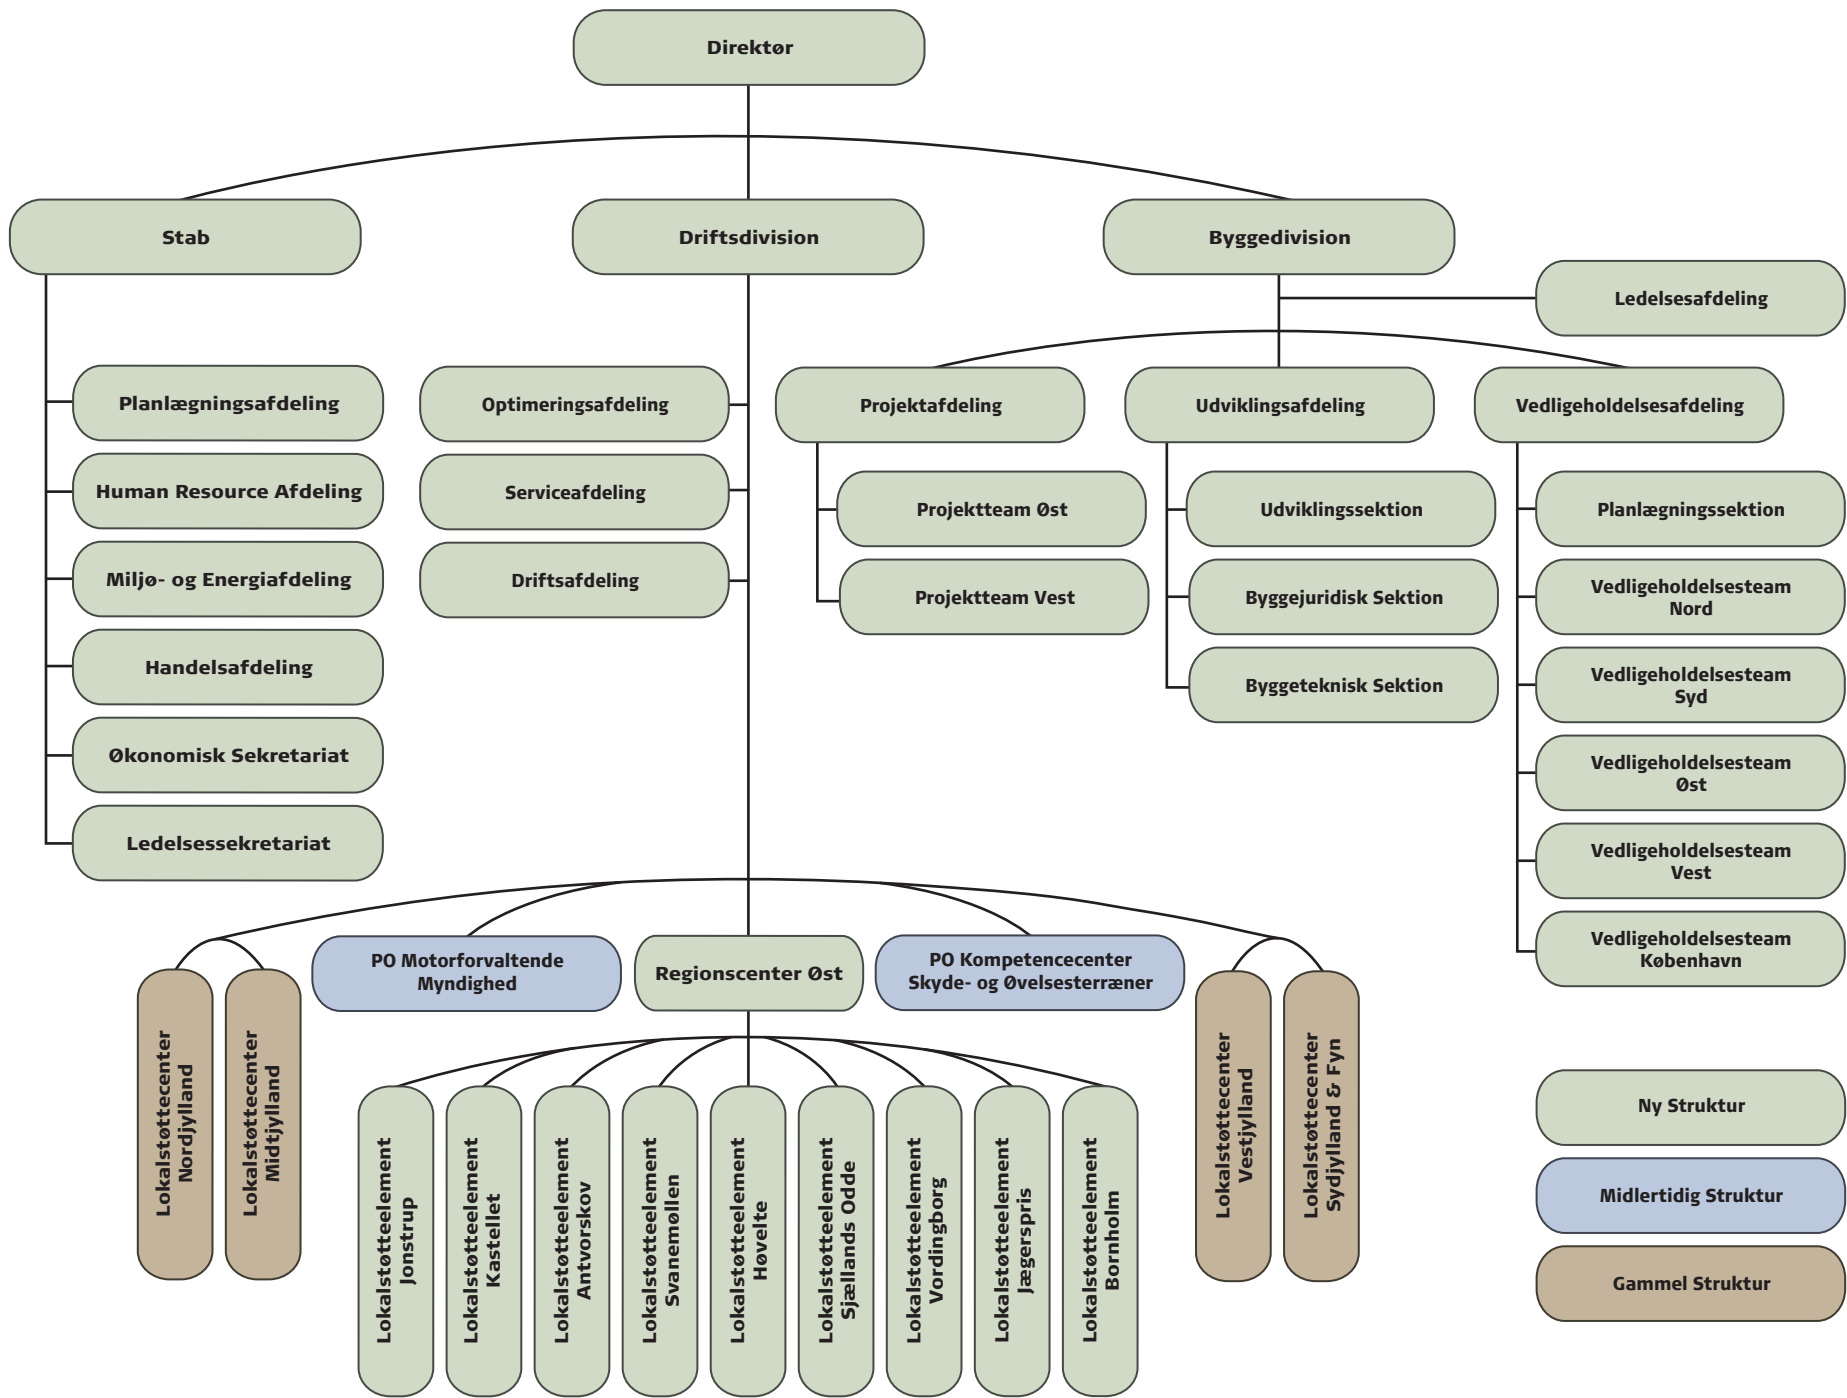 Direktør
Stab
Driftsdivision
Byggedivision
Ledelsesafdeling
Planlægningsafdeling
Human Resource Afdeling
Miljø- og Energiafdeling
Handelsafdeling
Økonomisk Sekretariat
Ledelsessekretariat
Optimeringsafdeling
Serviceafdeling
Driftsafdeling
Projektafdeling
Projektteam Øst
Projektteam Vest
Udviklingsafdeling
Udviklingssektion
Byggejuridisk Sektion
Byggeteknisk Sektion
Vedligeholdelsesafdeling
Planlægningssektion
Vedligeholdelsesteam
Nord
Vedligeholdelsesteam
Syd
Vedligeholdelsesteam
Øst
Vedligeholdelsesteam
Vest
Vedligeholdelsesteam
København
Lokalstøttecenter
Nordjylland
Lokalstøttecenter
Midtjylland
PO Motorforvaltende
Myndighed
Regionscenter Øst
PO Kompetencecenter
Skyde- og Øvelsesterræner
Lokalstøttecenter
Vestjylland
Lokalstøttecenter
Sydjylland & Fyn
Lokalstøtteelement
Jonstrup
Lokalstøtteelement
Kastellet
Lokalstøtteelement
Antvorskov
Lokalstøtteelement
Svanemøllen
Lokalstøtteelement
Høvelte
Lokalstøtteelement
Sjællands Odde
Lokalstøtteelement
Vordingborg
Lokalstøtteelement
Jægerspris
Lokalstøtteelement
Bornholm
Ny Struktur
Midlertidig Struktur
Gammel Struktur